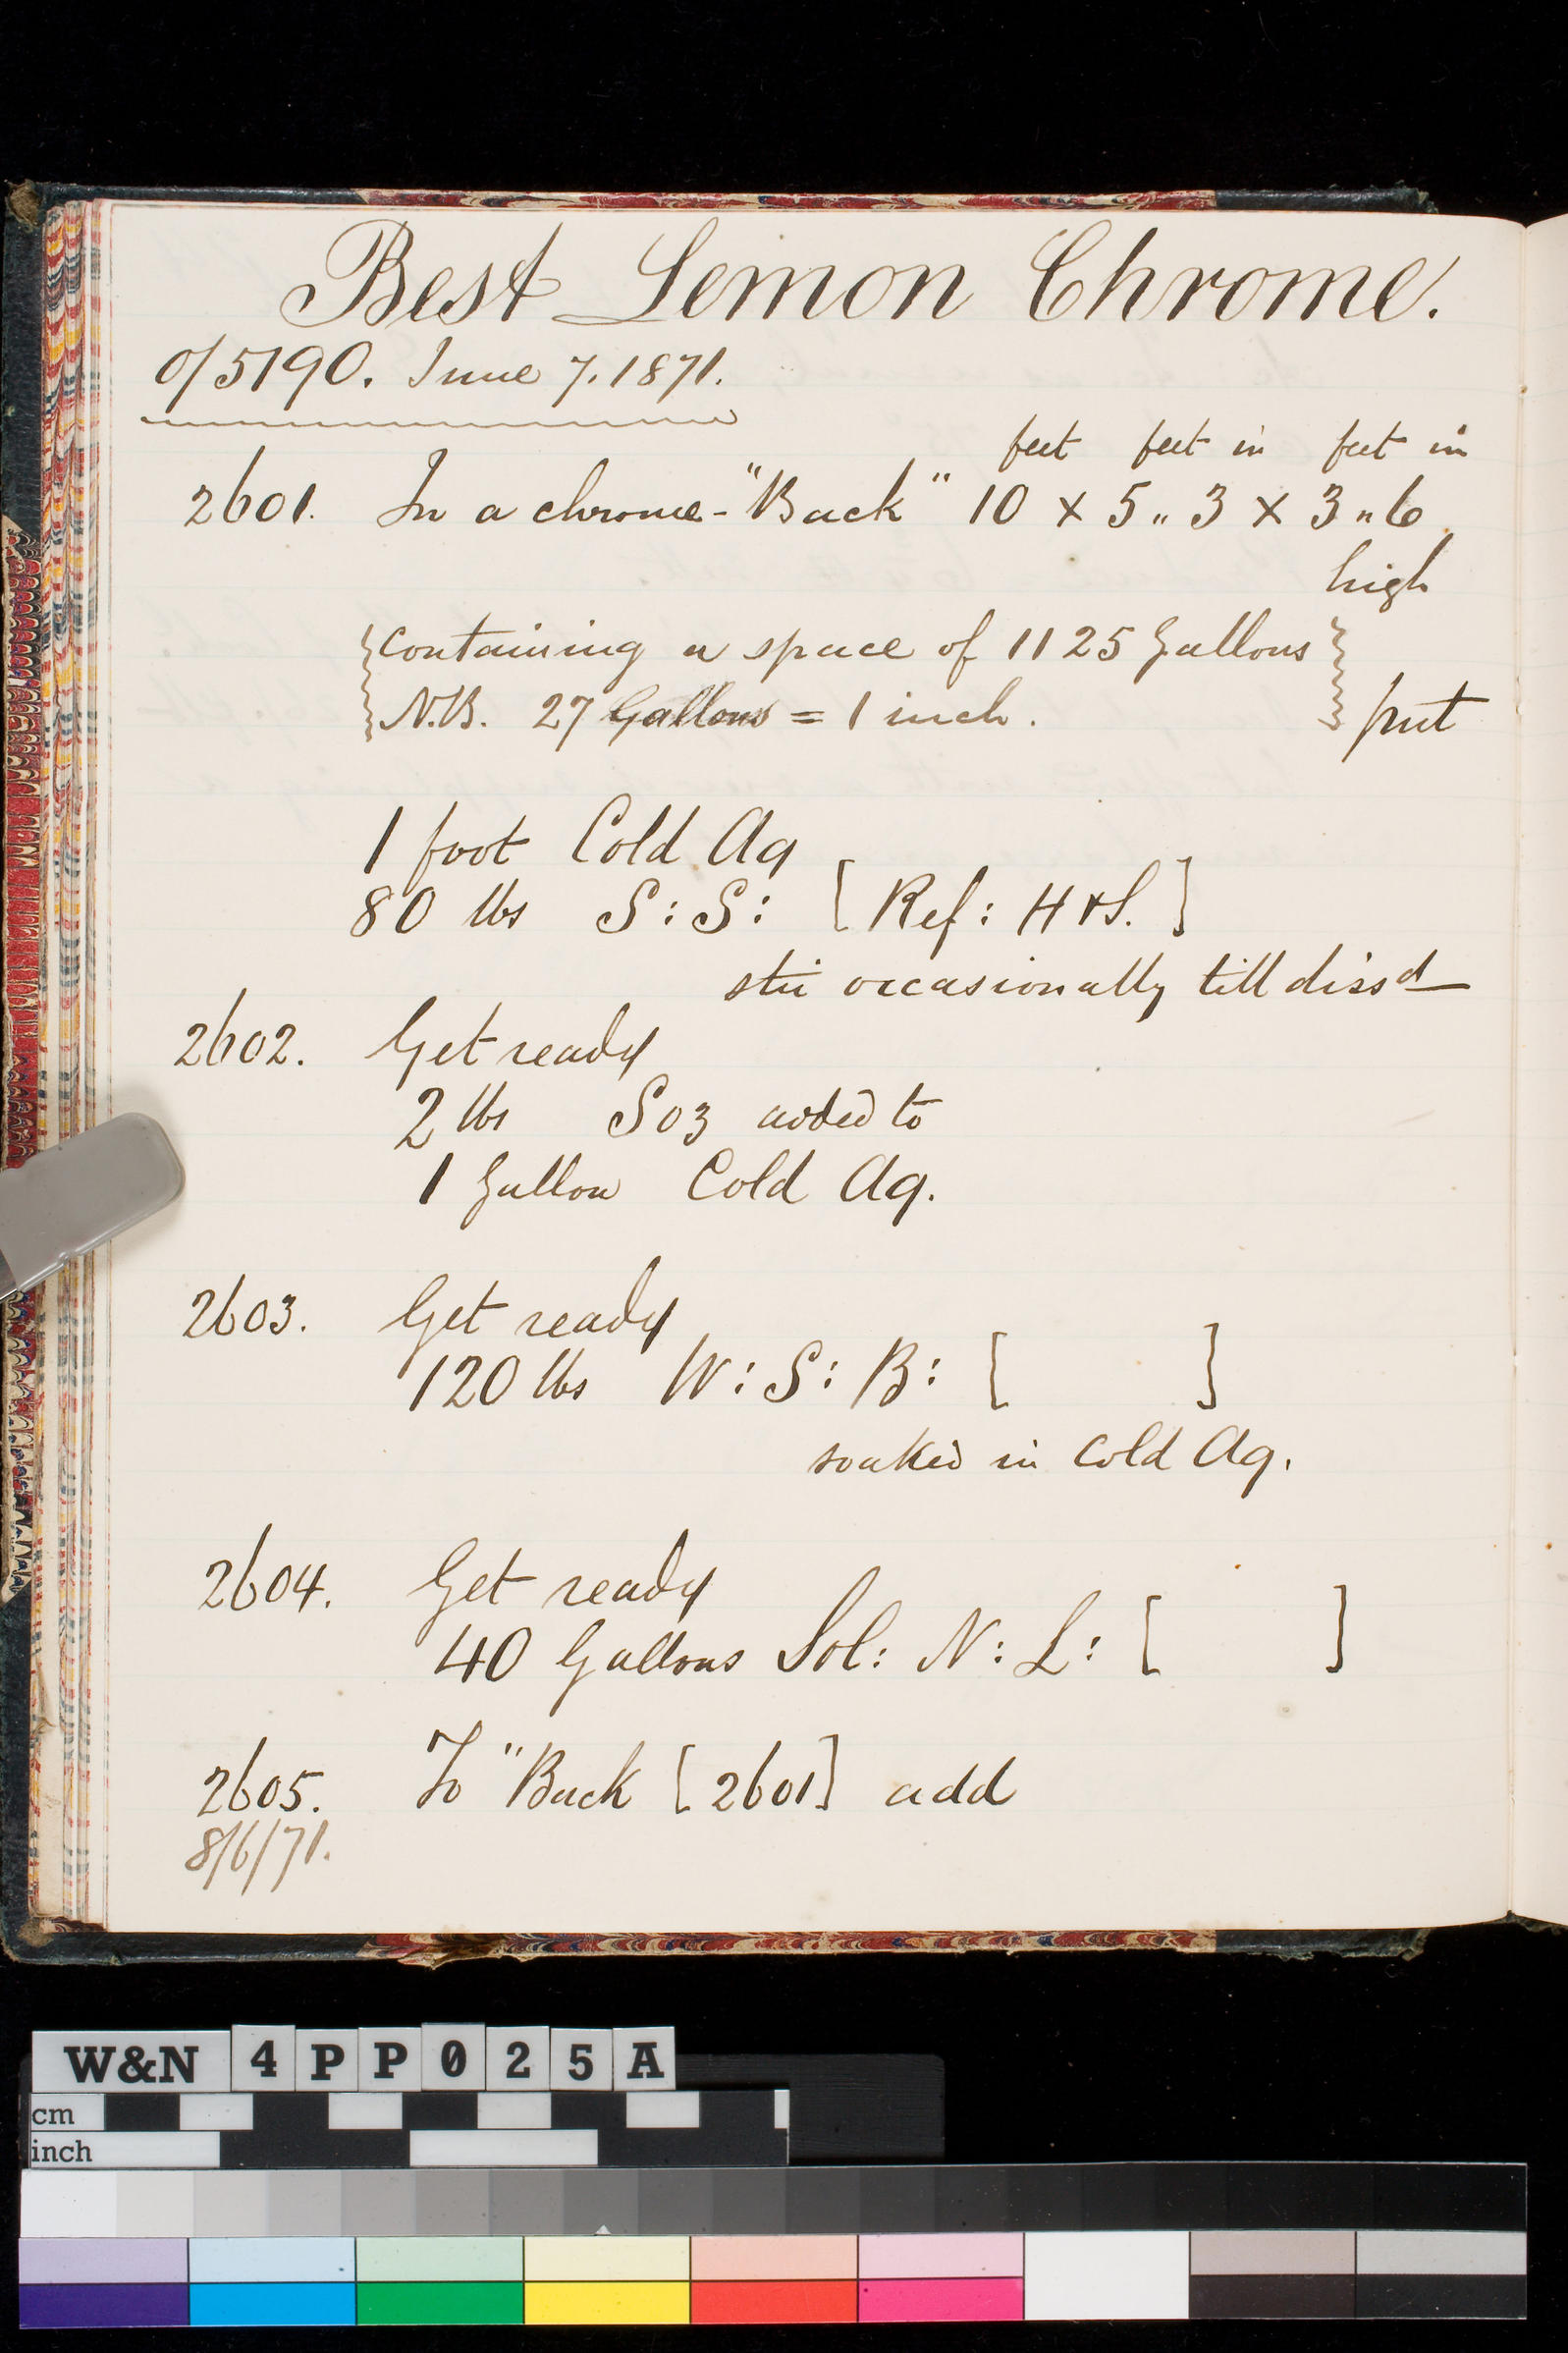 Best Lemon Chrome.
o/5190. June 7. 1871.
feet feet in feet in
2601. In a chrome-"Back" 10 x 5,, 3 x 3,, 6
high
{containing a space of 1125 Gallons}
{N.B. 27 Gallons = 1 inch.} put
1 foot Cold Aq
80 lbs S:S: [Ref: H & S.]
stir occasionally till dissd
2602. Get ready
2 lbs S03 added to
1 Gallon Cold Aq.
2603. Get ready
120 lbs W: S: B: [ ]
soaked in Cold Aq.
2604. Get ready
40 Gallons Sol: N: L: [ ]
2605. To "Back [2601] add
8/6/71.
W&N 4PP025A
cm
inch